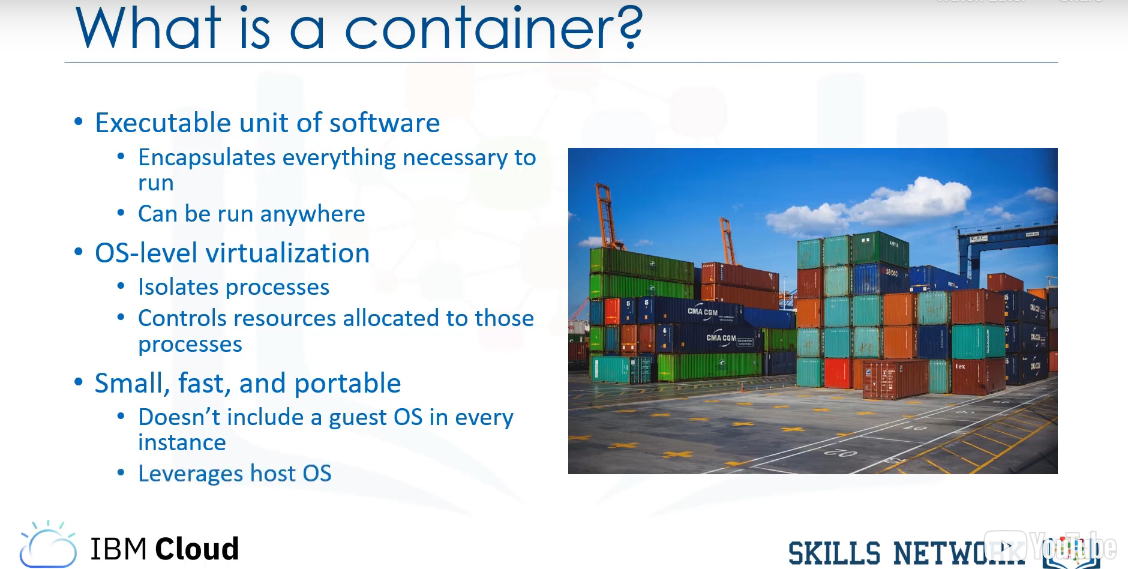 What is a container?
• Executable unit of software
• Encapsulates everything necessary to
run
• Can be run anywhere
• OS-level virtualization
• Isolates processes
• Controls resources allocated to those
processes
• Small, fast, and portable
• Doesn't include a guest OS in every
instance
• Leverages host OS
CMA CGM
CMA CGM
IBM Cloud
SKILLS NETWORK
YouTube